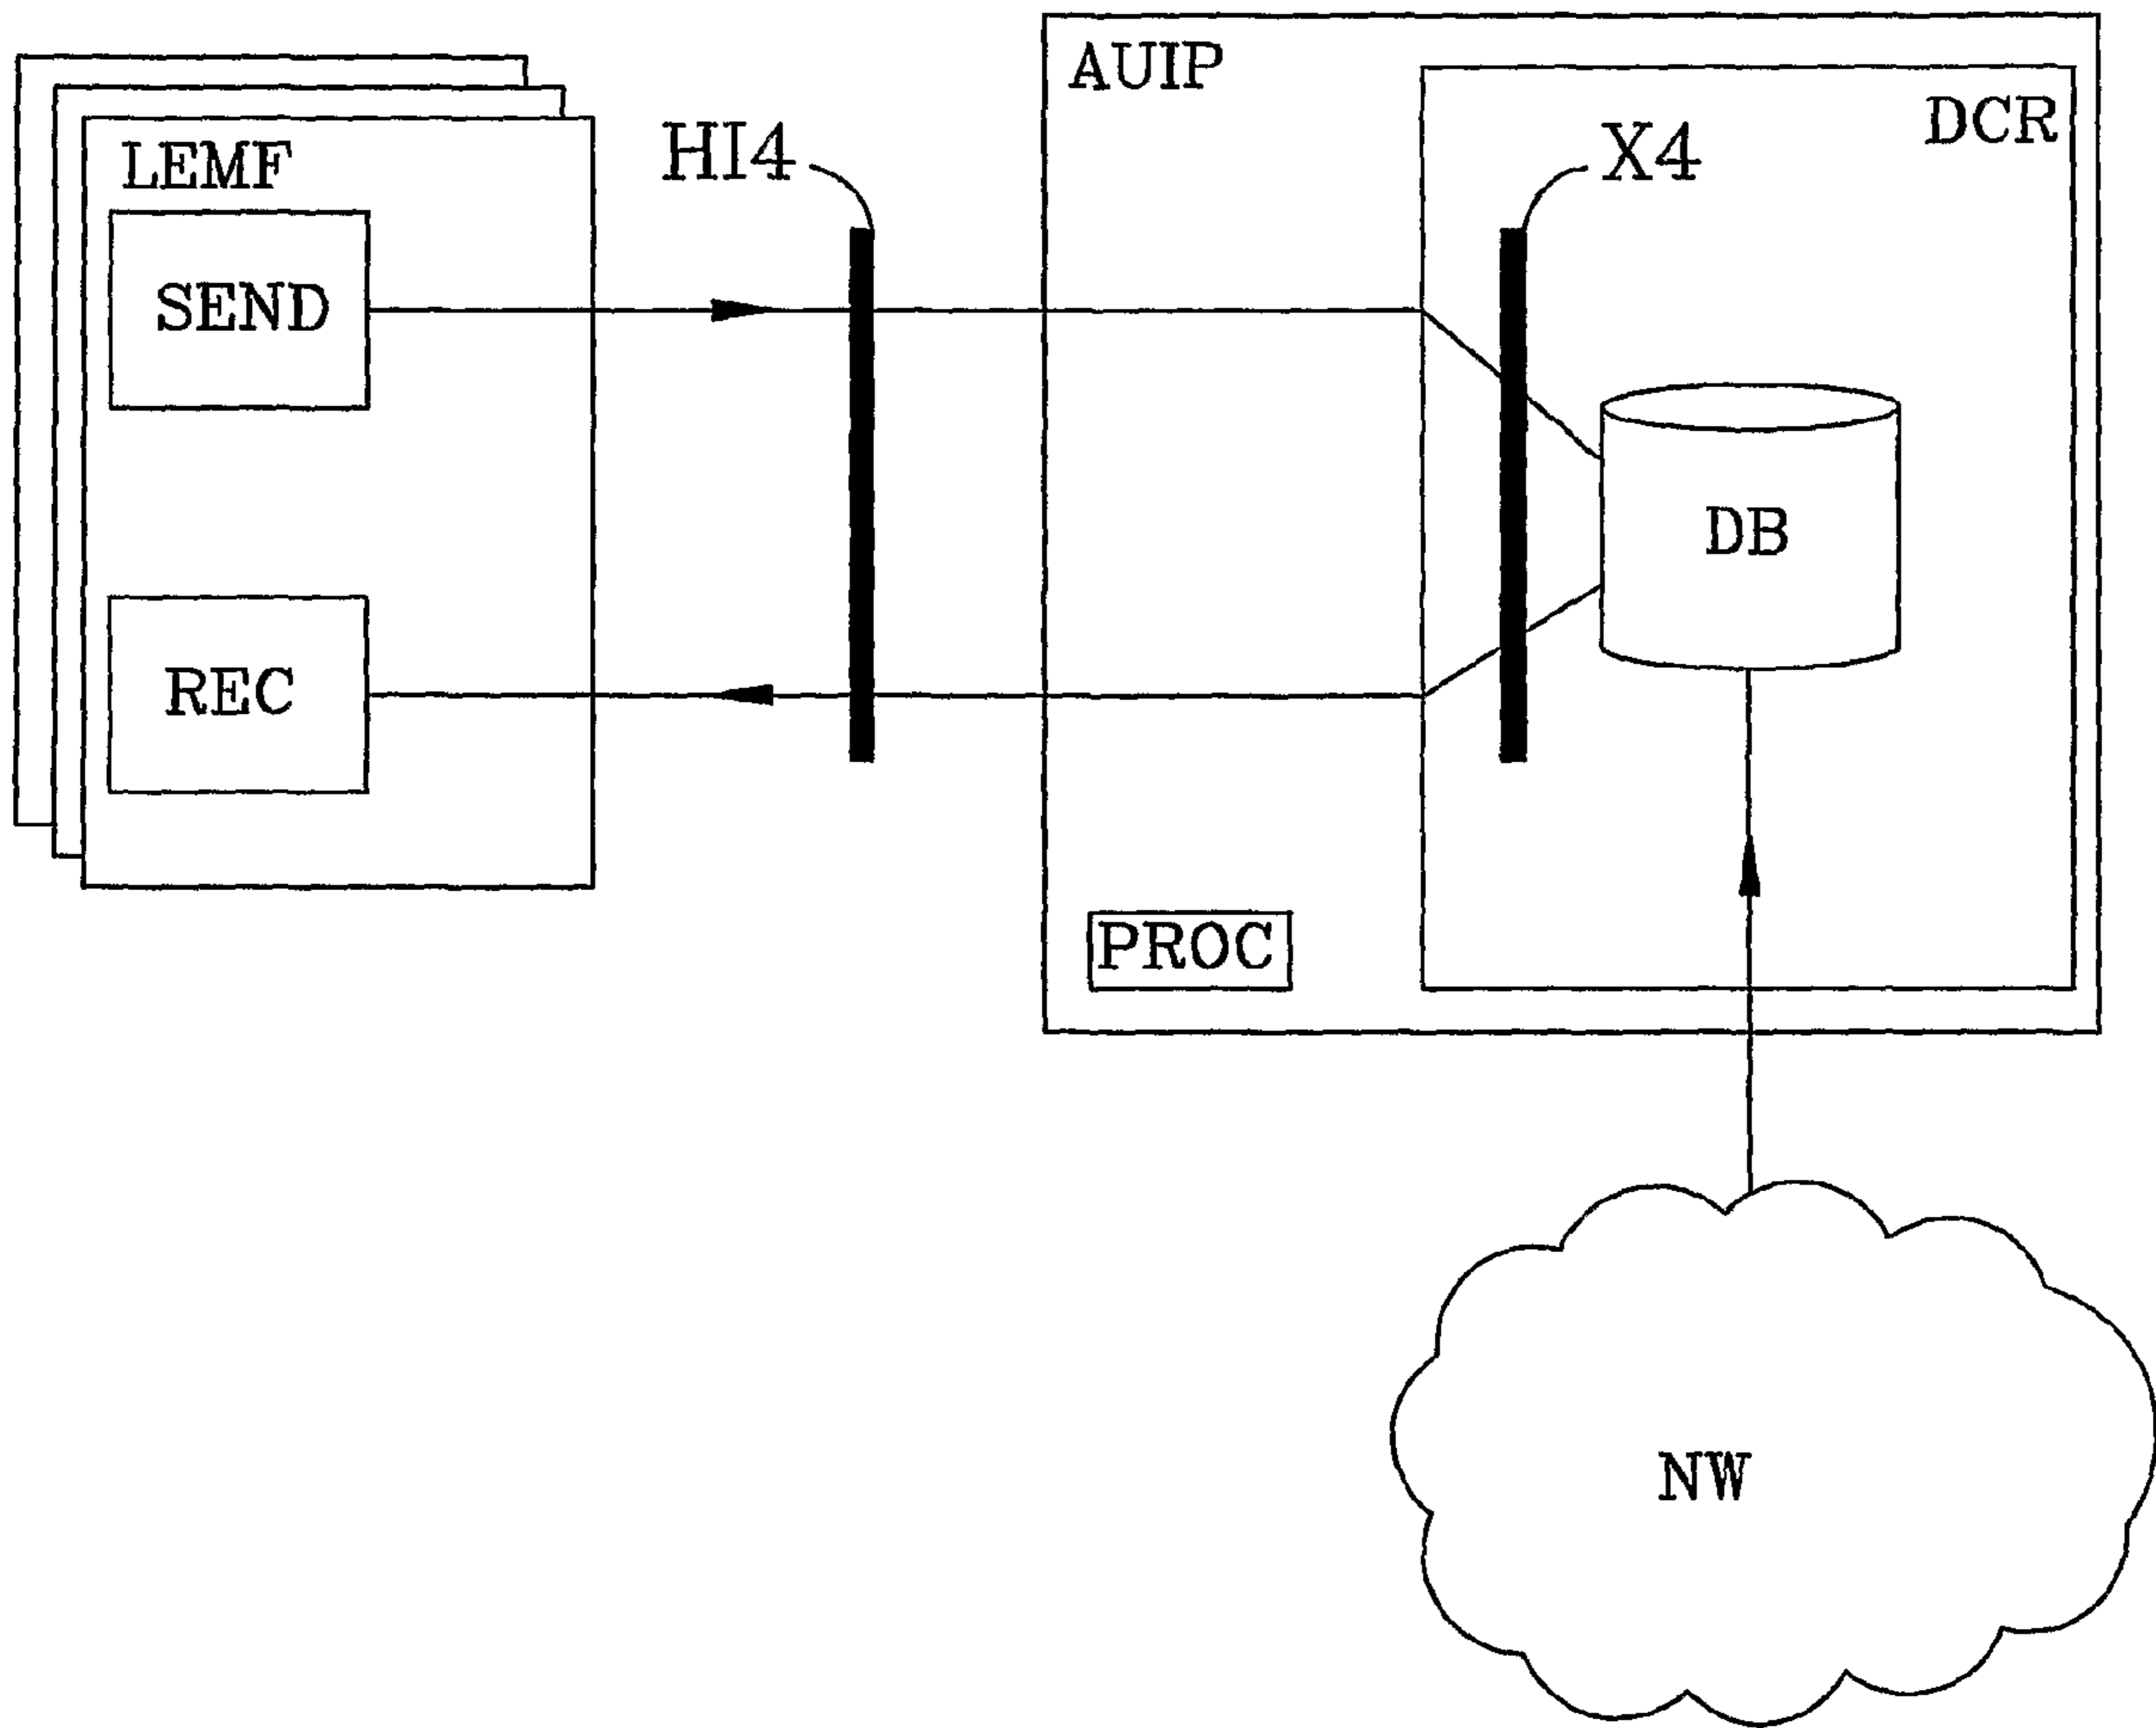 AUIP
DCR
LEMF
HI4
X4
SEND
DB
REC
PROC
NW